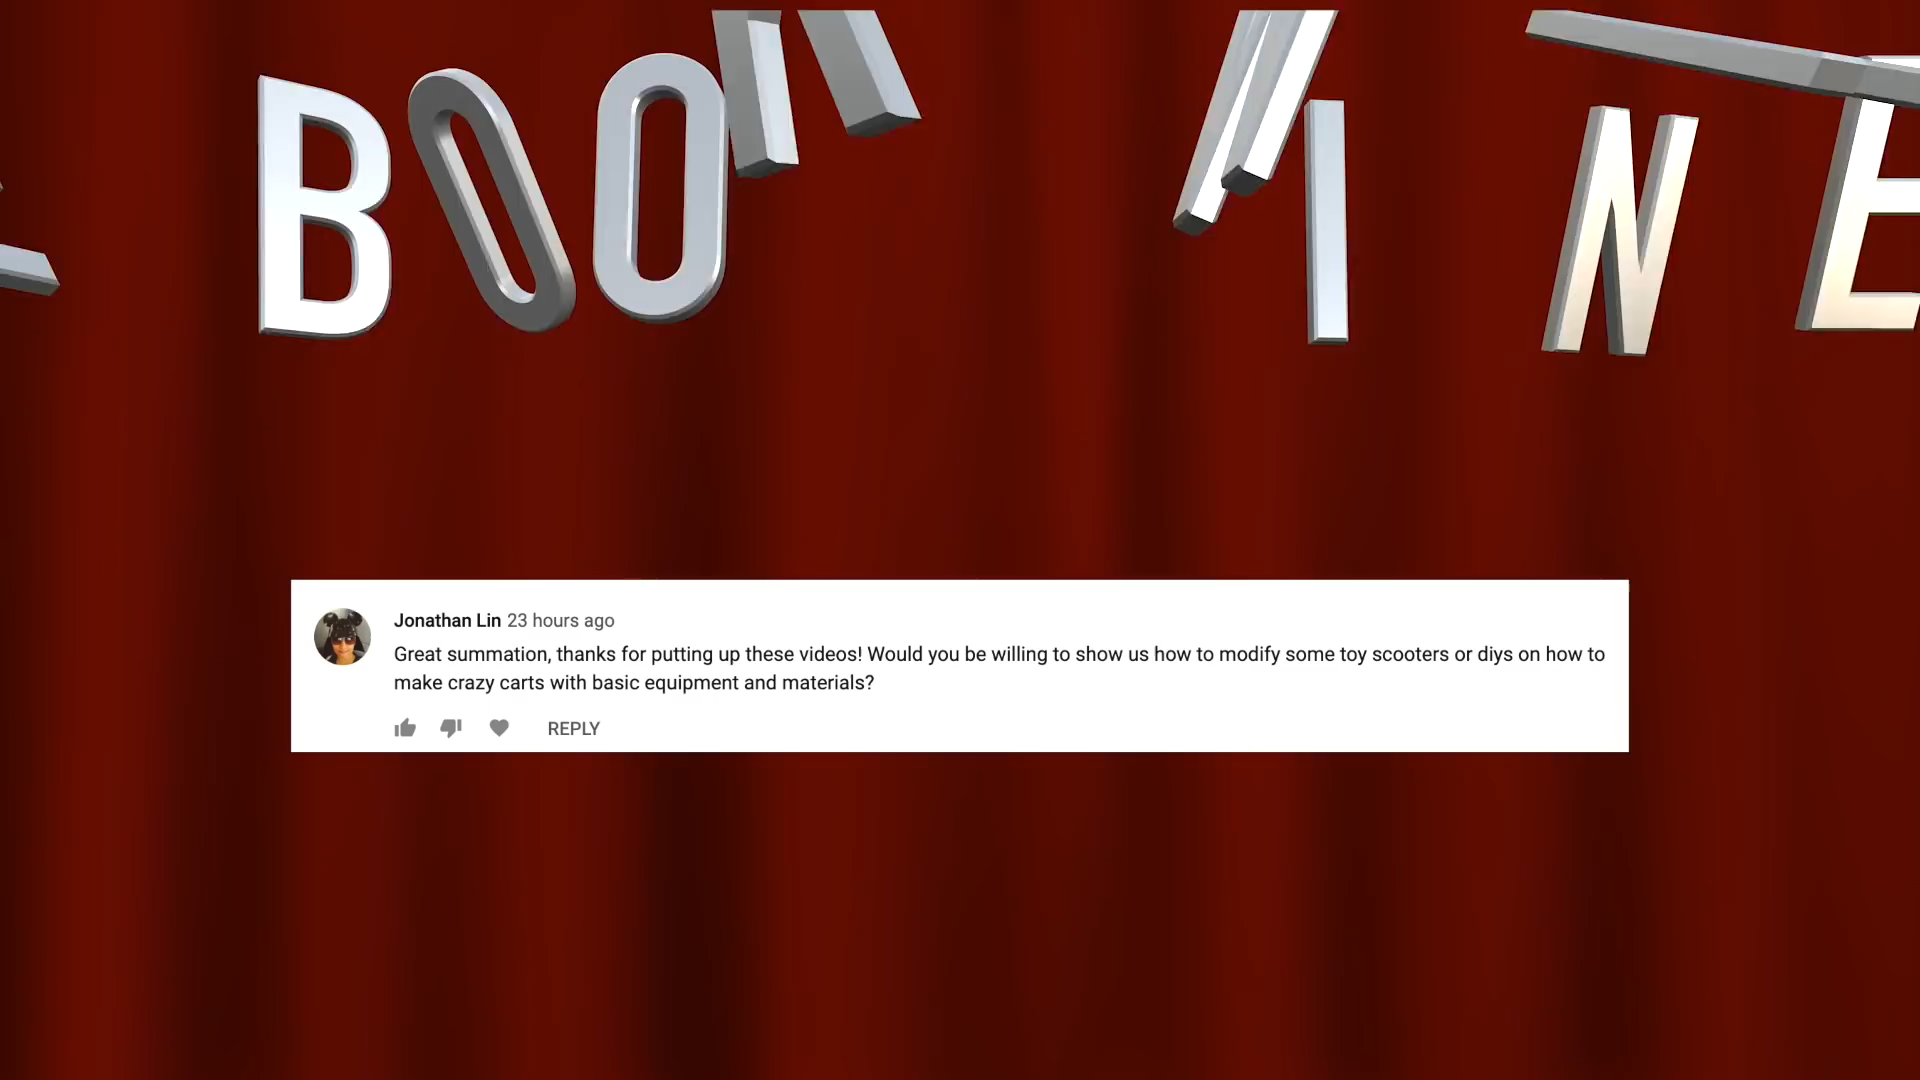 B O O I N E
Jonathan Lin 23 hours ago
Great summation, thanks for putting up these videos! Would you be willing to show us how to modify some toy scooters or diys on how to
make crazy carts with basic equipment and materials?
REPLY